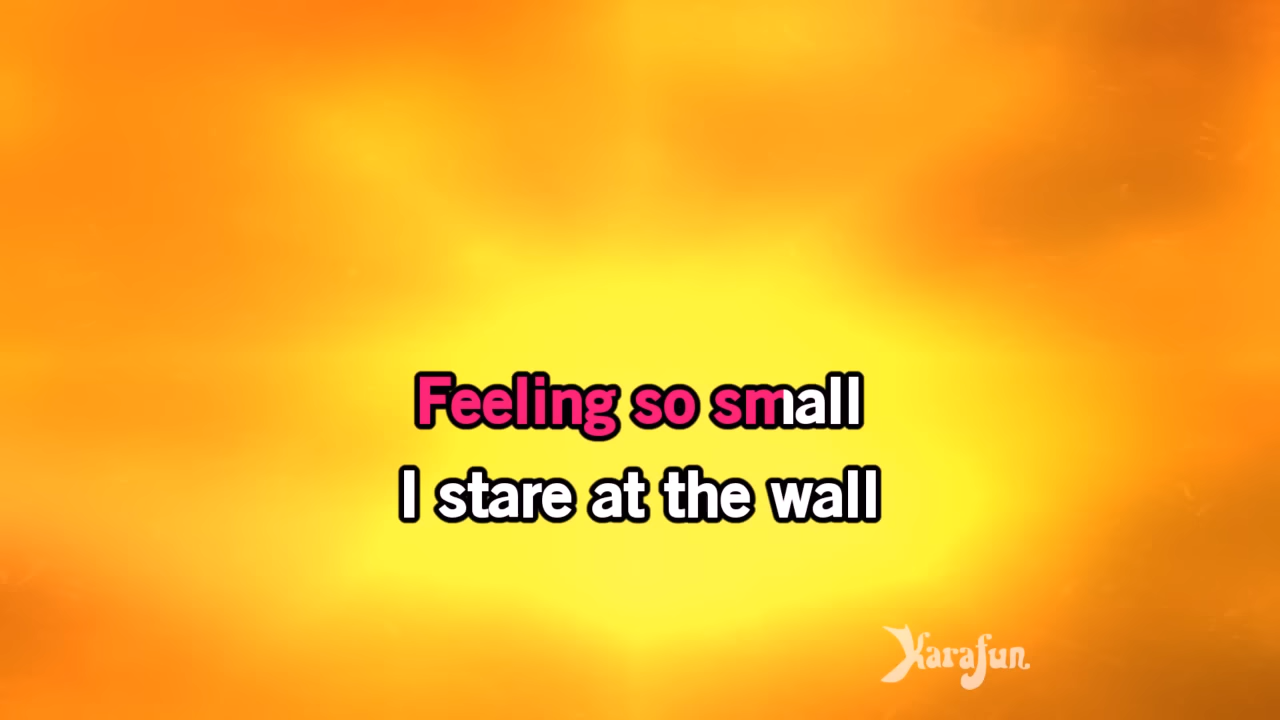 Feeling so small
I stare at the wall
Karafun